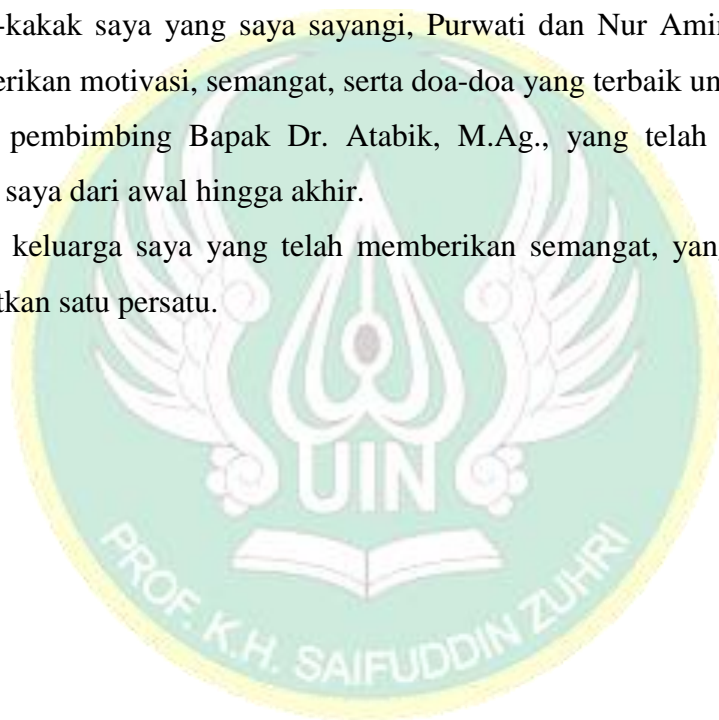 -kakak saya yang saya sayangi, Purwati dan Nur Amin
erikan motivasi, semangat, serta doa-doa yang terbaik un
pembimbing Bapak Dr. Atabik, M.Ag., yang telah
saya dari awal hingga akhir.
keluarga saya yang telah memberikan semangat, yan
tkan satu persatu.
UIN
PROF. K.H. SAIFUDDIN ZUHRI